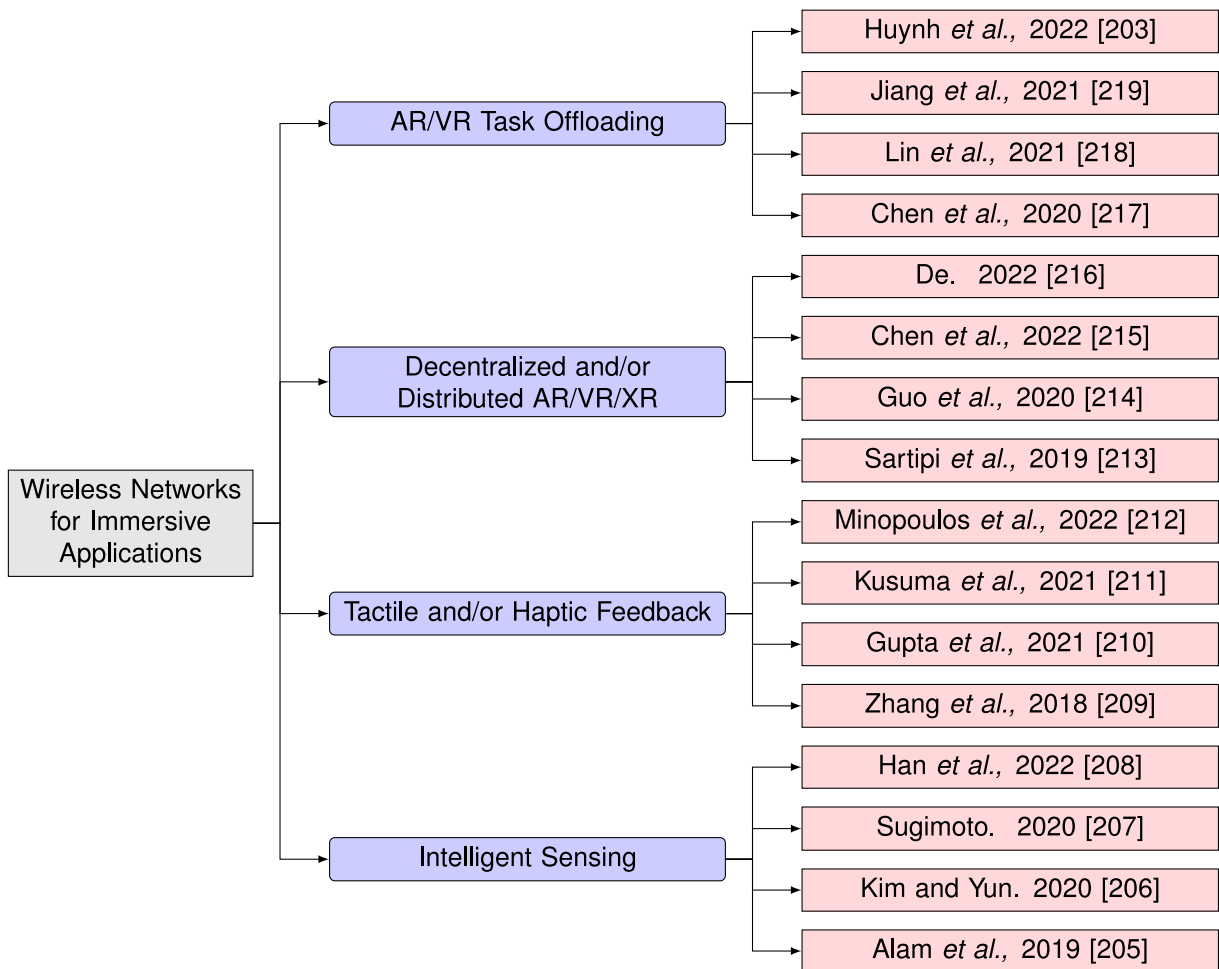 Wireless Networks
for Immersive
Applications
AR/VR Task Offloading
Huynh et al., 2022 [203]
Jiang et al., 2021 [219]
Lin et al., 2021 [218]
Chen et al., 2020 [217]
Decentralized and/or
Distributed AR/VR/XR
De. 2022 [216]
Chen et al., 2022 [215]
Guo et al., 2020 [214]
Sartipi et al., 2019 [213]
Tactile and/or Haptic Feedback
Minopoulos et al., 2022 [212]
Kusuma et al., 2021 [211]
Gupta et al., 2021 [210]
Zhang et al., 2018 [209]
Intelligent Sensing
Han et al., 2022 [208]
Sugimoto. 2020 [207]
Kim and Yun. 2020 [206]
Alam et al., 2019 [205]